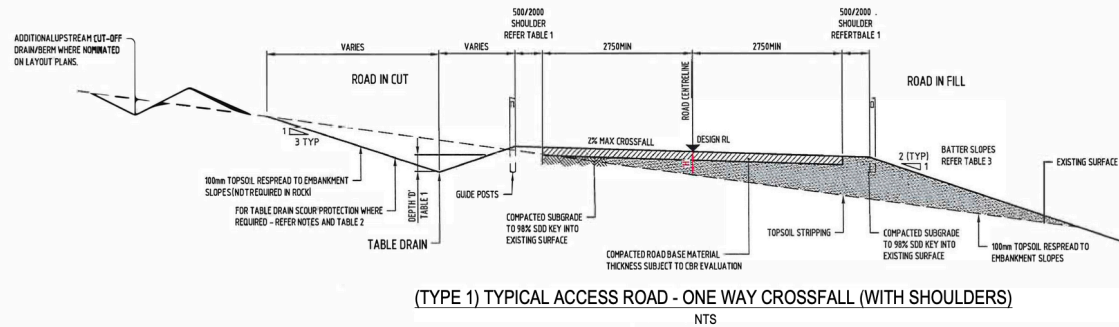 ADDITIONALUPSTREAM CUT-OFF
DRAIN/BERM WHERE NOMINATED
ON LAYOUT PLANS.
VARIES
VARIES
500/2000
SHOULDER
REFER TABLE 1
2750MIN
2750MIN
500/2000 .
SHOULDER
REFERTBALE 1
ROAD IN CUT
ROAD CENTRELINE
ROAD IN FILL
1
3 TYP
2% MAX CROSSFALL
DESIGN RL
2 (TYP)
1
BATTER SLOPES
REFER TABLE 3
EXISTING SURFACE
100mm TOPSOIL RESPREAD TO EMBANKMENT
SLOPES(NOTREQUIRED IN ROCK)
DEPTH 'D'
TABLE 1
GUIDE POSTS
FOR TABLE DRAIN SCOUR PROTECTION WHERE
REQUIRED - REFER NOTES AND TABLE 2
TABLE DRAIN
COMPACTED SUBGRADE
TO 98% SDD KEY INTO
EXISTING SURFACE
COMPACTED ROAD BASE MATERIAL
THICKNESS SUBJECT TO CBR EVALUATION
TOPSOIL STRIPPING
COMPACTED SUBGRADE
TO 98% SDD KEY INTO
EXISTING SURFACE
100mm TOPSOIL RESPREAD TO
EMBANKMENT SLOPES
(TYPE 1) TYPICAL ACCESS ROAD - ONE WAY CROSSFALL (WITH SHOULDERS)
NTS